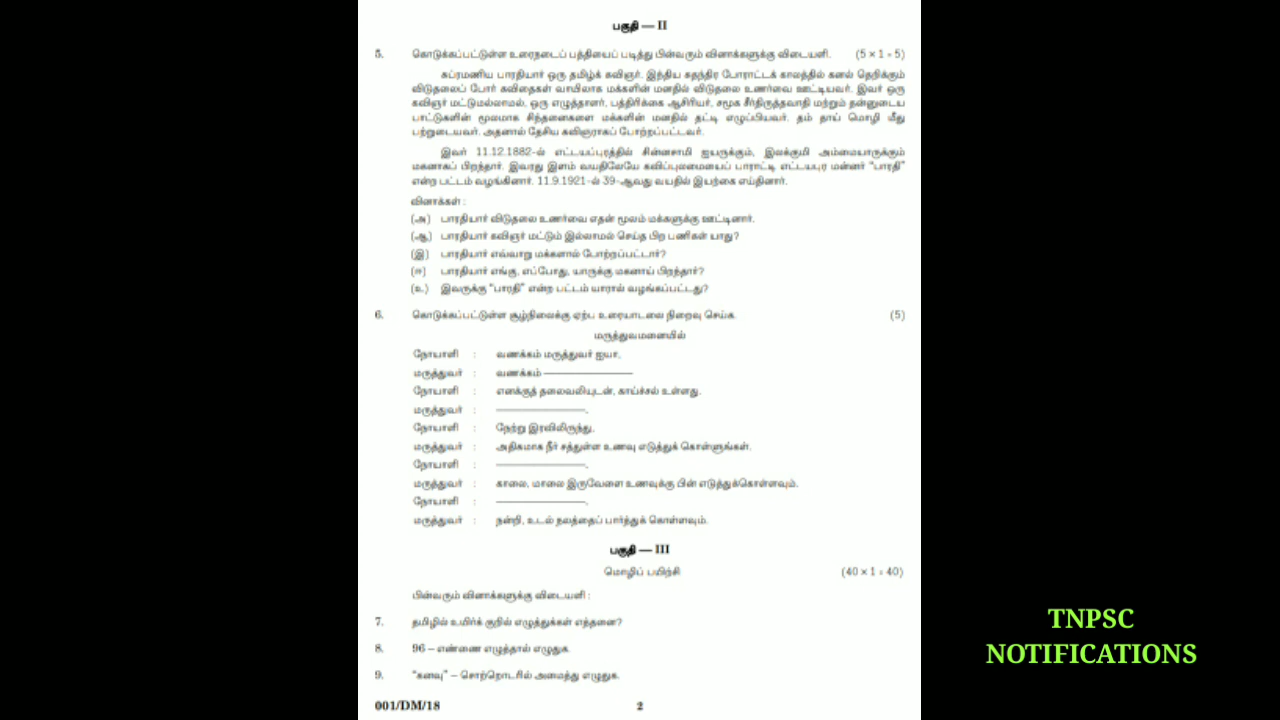 பகுதி — II
5. கொடுக்கப்பட்டுள்ள உரைநடைப் பத்தியைப் படித்து பின்வரும் வினாக்களுக்கு விடையளி. (5 × 1 = 5)
சுப்ரமணிய பாரதியார் ஒரு தமிழ்க் கவிஞர். இந்திய சுதந்திர போராட்டக் காலத்தில் கனல் தெறிக்கும்
விடுதலைப் போர் கவிதைகள் வாயிலாக மக்களின் மனதில் விடுதலை உணர்வை ஊட்டியவர். இவர் ஒரு
கவிஞர் மட்டுமல்லாமல், ஒரு எழுத்தாளர், பத்திரிக்கை ஆசிரியர், சமூக சீர்திருத்தவாதி மற்றும் தன்னுடைய
பாட்டுகளின் மூலமாக சிந்தனைகளை மக்களின் மனதில் தட்டி எழுப்பியவர். தம் தாய் மொழி மீது
பற்றுடையவர். அதனால் தேசிய கவிஞராகப் போற்றப்பட்டவர்.
இவர் 11.12.1882-ல் எட்டயப்புரத்தில் சின்னசாமி ஐயருக்கும், இலக்குமி அம்மையாருக்கும்
மகனாகப் பிறந்தார். இவரது இளம் வயதிலேயே கவிப்புலமையைப் பாராட்டி எட்டயபுர மன்னர் "பாரதி"
என்ற பட்டம் வழங்கினார். 11.9.1921-ல் 39-ஆவது வயதில் இயற்கை எய்தினார்.
வினாக்கள் :
(அ) பாரதியார் விடுதலை உணர்வை எதன் மூலம் மக்களுக்கு ஊட்டினார்.
(ஆ) பாரதியார் கவிஞர் மட்டும் இல்லாமல் செய்த பிற பணிகள் யாது?
(இ) பாரதியார் எவ்வாறு மக்களால் போற்றப்பட்டார்?
(ஈ) பாரதியார் எங்கு, எப்போது, யாருக்கு மகனாய் பிறந்தார்?
(உ) இவருக்கு "பாரதி" என்ற பட்டம் யாரால் வழங்கப்பட்டது?
6. கொடுக்கப்பட்டுள்ள சூழ்நிலைக்கு ஏற்ப உரையாடலை நிறைவு செய்க. (5)
மருத்துவமனையில்
நோயாளி : வணக்கம் மருத்துவர் ஐயா,
மருத்துவர் : வணக்கம் ——————
நோயாளி : எனக்குத் தலைவலியுடன், காய்ச்சல் உள்ளது.
மருத்துவர் : ——————.
நோயாளி : நேற்று இரவிலிருந்து,
மருத்துவர் : அதிகமாக நீர் சத்துள்ள உணவு எடுத்துக் கொள்ளுங்கள்.
நோயாளி : ——————.
மருத்துவர் : காலை, மாலை இருவேளை உணவுக்கு பின் எடுத்துக்கொள்ளவும்.
நோயாளி : ——————.
மருத்துவர் : நன்றி, உடல் நலத்தைப் பார்த்துக் கொள்ளவும்.
பகுதி — III
மொழிப் பயிற்சி (40 × 1 = 40)
பின்வரும் வினாக்களுக்கு விடையளி :
7. தமிழில் உயிர்க் குறில் எழுத்துக்கள் எத்தனை?
8. 96 – எண்ணை எழுத்தால் எழுதுக.
9. "கனவு" – சொற்றொடரில் அமைத்து எழுதுக.
001/DM/18 2
TNPSC
NOTIFICATIONS